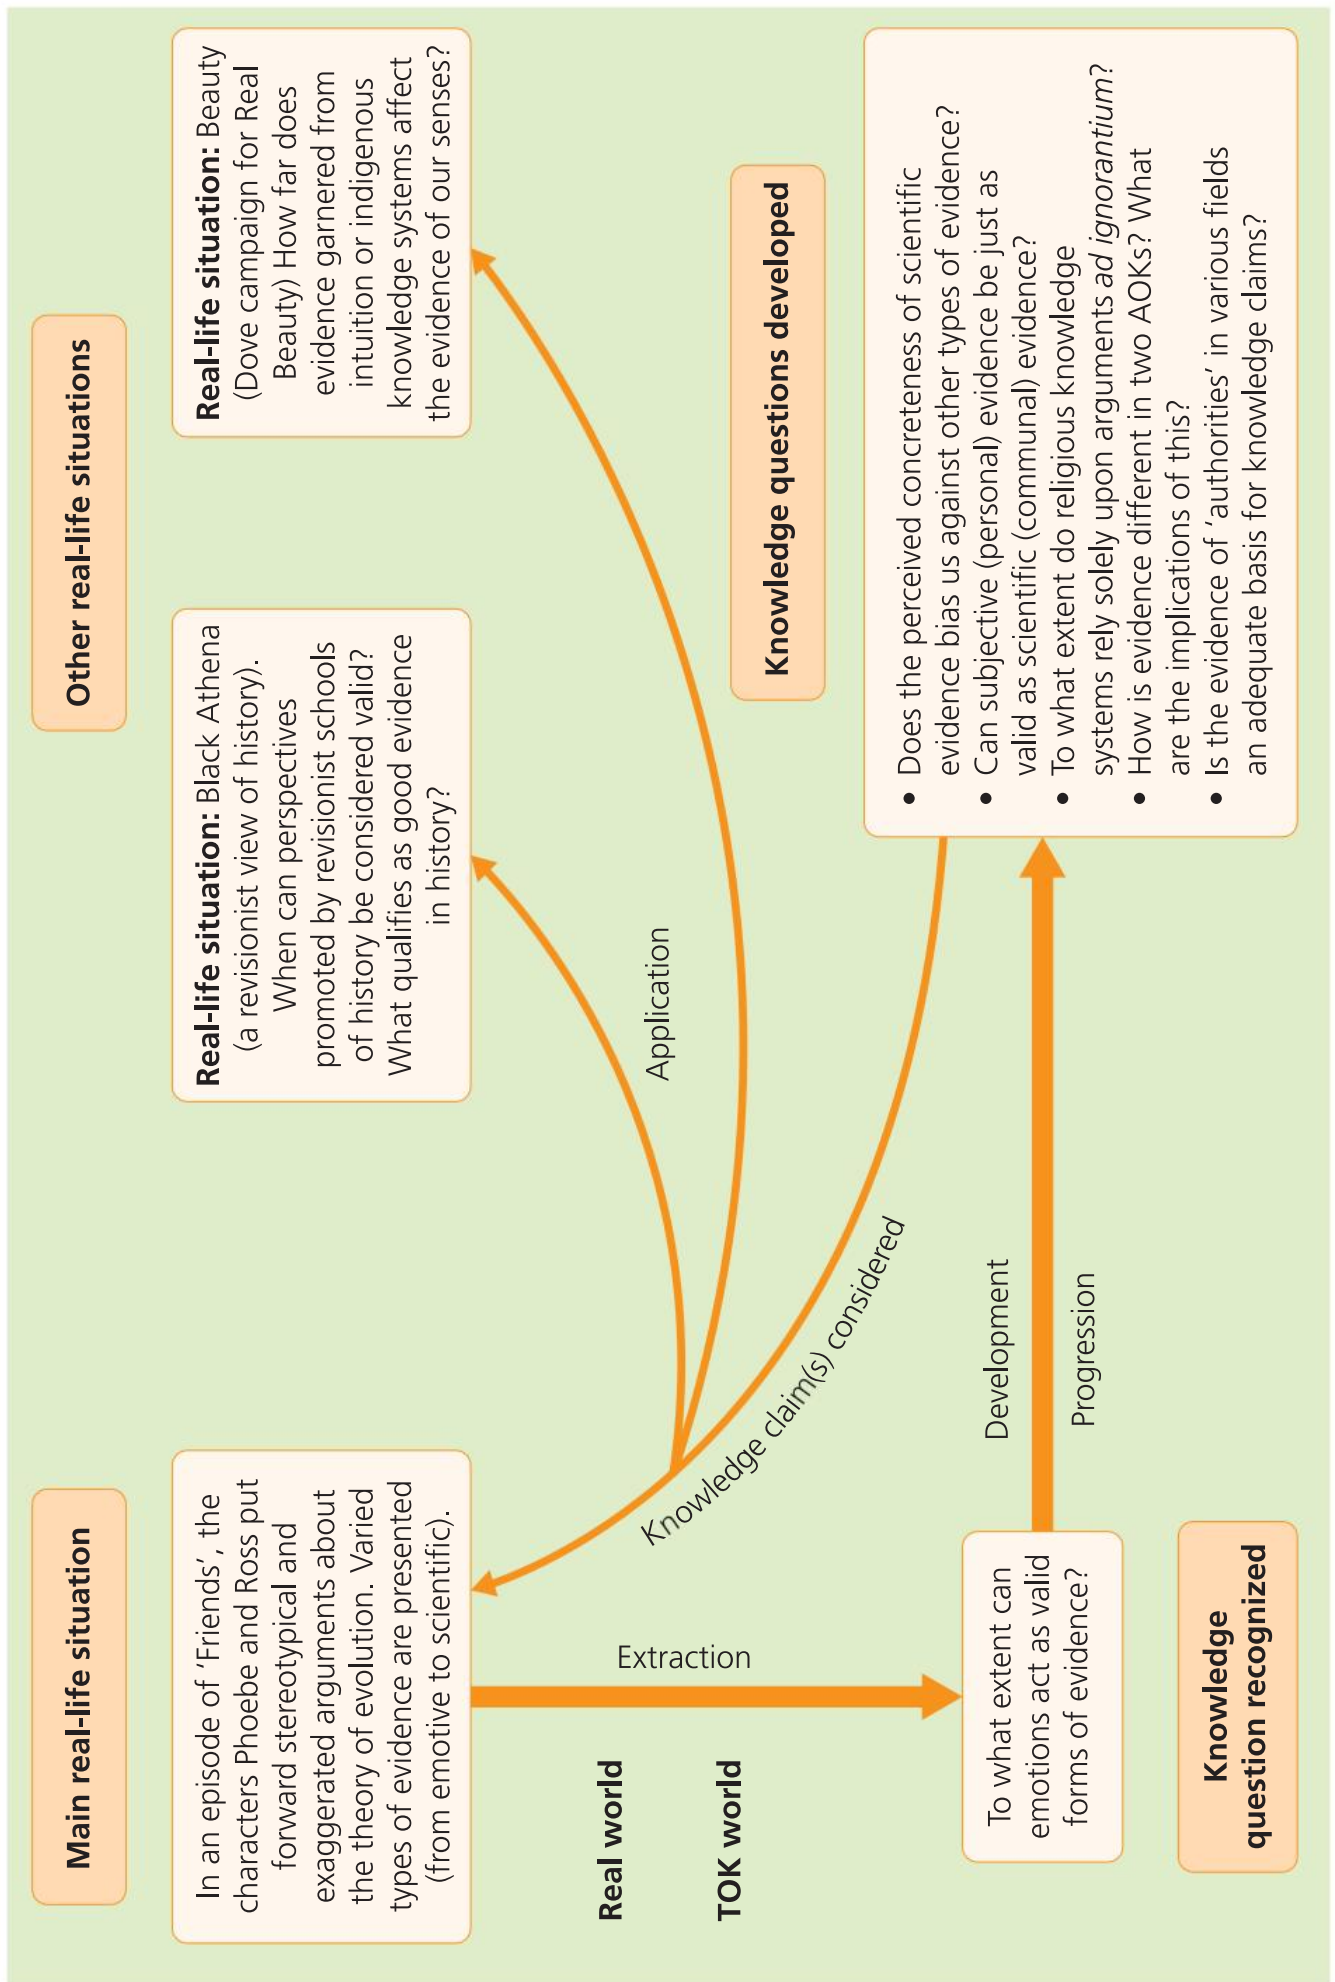 Main real-life situation
Other real-life situations
In an episode of ‘Friends’, the
characters Phoebe and Ross put
forward stereotypical and
exaggerated arguments about
the theory of evolution. Varied
types of evidence are presented
(from emotive to scientific).
Real-life situation: Black Athena
(a revisionist view of history).
When can perspectives
promoted by revisionist schools
of history be considered valid?
What qualifies as good evidence
in history?
Real-life situation: Beauty
(Dove campaign for Real
Beauty) How far does
evidence garnered from
intuition or indigenous
knowledge systems affect
the evidence of our senses?
Real world
Extraction
TOK world
Application
Knowledge claim(s) considered
Knowledge questions developed
To what extent can
emotions act as valid
forms of evidence?
Development
Progression
• Does the perceived concreteness of scientific
evidence bias us against other types of evidence?
• Can subjective (personal) evidence be just as
valid as scientific (communal) evidence?
• To what extent do religious knowledge
systems rely solely upon arguments ad ignorantium?
• How is evidence different in two AOKs? What
are the implications of this?
• Is the evidence of ‘authorities’ in various fields
an adequate basis for knowledge claims?
Knowledge
question recognized